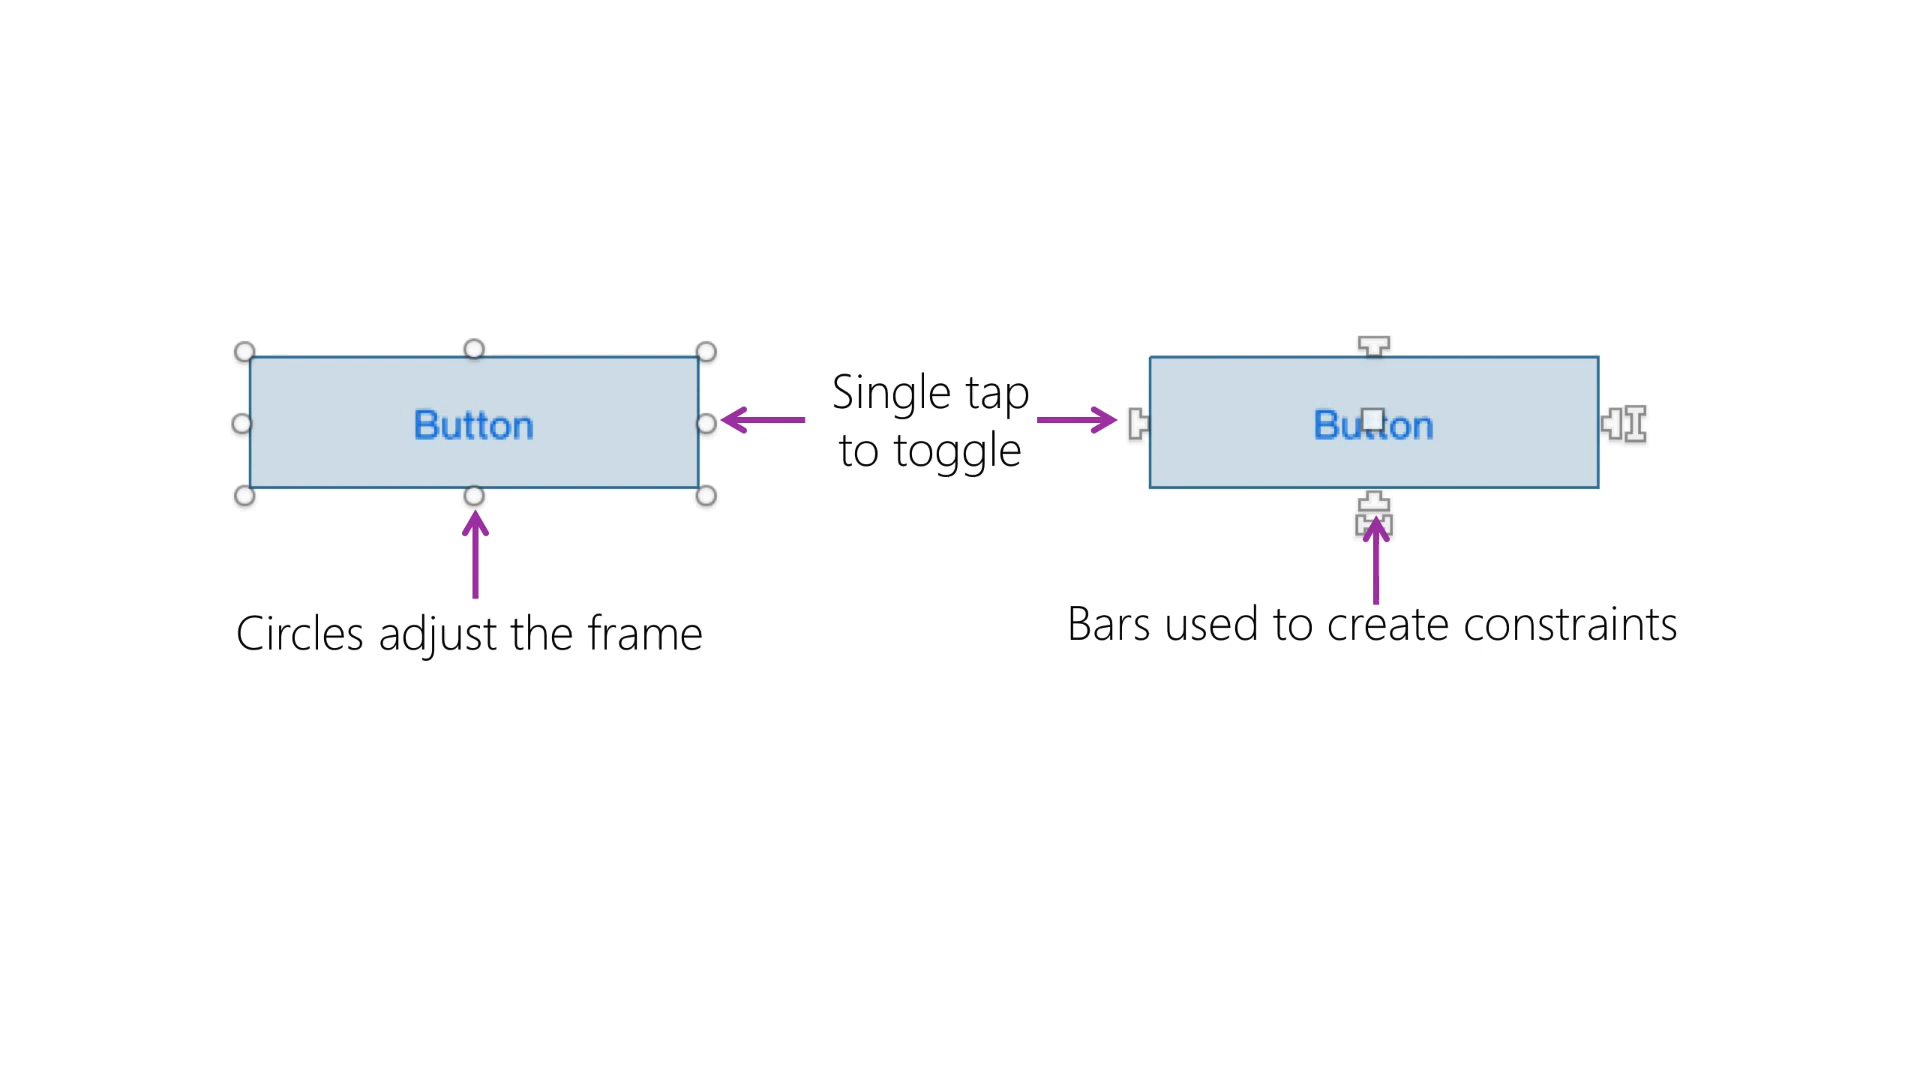 Button
Single tap
to toggle
Button
Circles adjust the frame
Bars used to create constraints